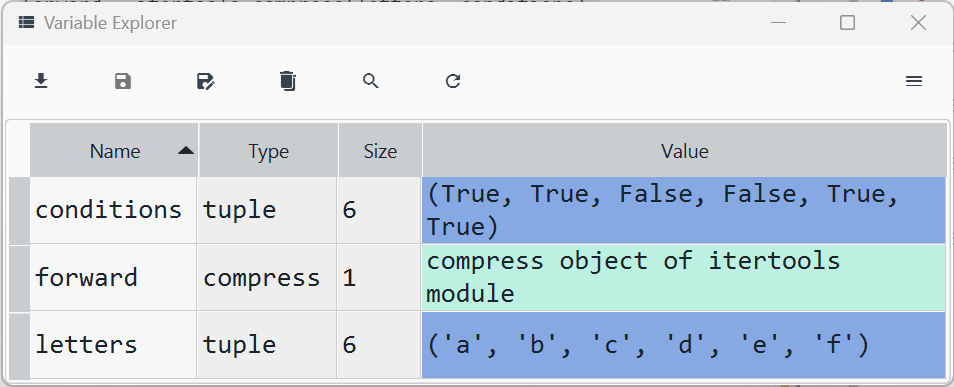 Variable Explorer
Name Type Size Value
conditions tuple 6 (True, True, False, False, True,
True)
forward compress 1 compress object of itertools
module
letters tuple 6 ('a', 'b', 'c', 'd', 'e', 'f')